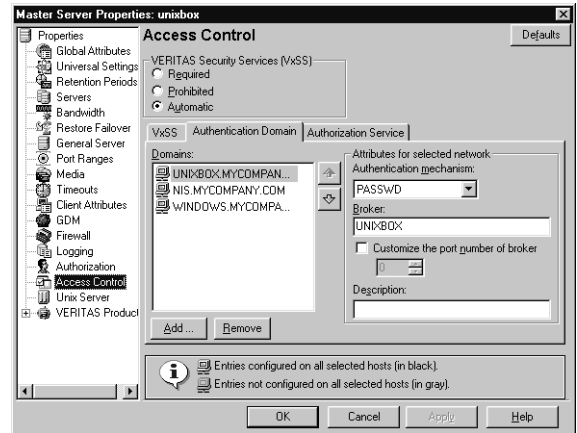 Master Server Properties: unixbox
Properties
Global Attributes
Universal Settings
Retention Periods
Servers
Bandwidth
Restore Failover
General Server
Port Ranges
Media
Timeouts
Client Attributes
GDM
Firewall
Logging
Authorization
Access Control
Unix Server
VERITAS Product
Access Control
Defaults
VERITAS Security Services (VxSS)
Required
Prohibited
Automatic
VxSS Authentication Domain Authorization Service
Domains:
UNIXBOX.MYCOMPAN...
NIS.MYCOMPANY.COM
WINDOWS.MYCOMPA...
Add ... Remove
Attributes for selected network
Authentication mechanism:
PASSWD
Broker:
UNIXBOX
Customize the port number of broker
0
Description:
Entries configured on all selected hosts (in black).
Entries not configured on all selected hosts (in gray).
OK Cancel Apply Help